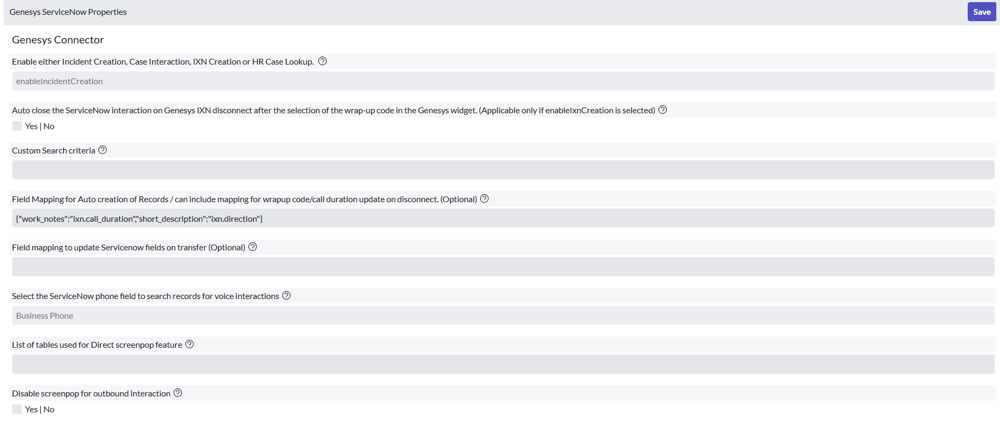 Genesys ServiceNow Properties
Save
Genesys Connector
Enable either Incident Creation, Case Interaction, IXN Creation or HR Case Lookup.
enableIncidentCreation
Auto close the ServiceNow interaction on Genesys IXN disconnect after the selection of the wrap-up code in the Genesys widget. (Applicable only if enableIxnCreation is selected)
Yes | No
Custom Search criteria
Field Mapping for Auto creation of Records / can include mapping for wrapup code/call duration update on disconnect. (Optional)
{"work_notes":"ixn.call_duration","short_description":"ixn.direction"}
Field mapping to update Servicenow fields on transfer (Optional)
Select the ServiceNow phone field to search records for voice interactions
Business Phone
List of tables used for Direct screenpop feature
Disable screenpop for outbound interaction
Yes | No